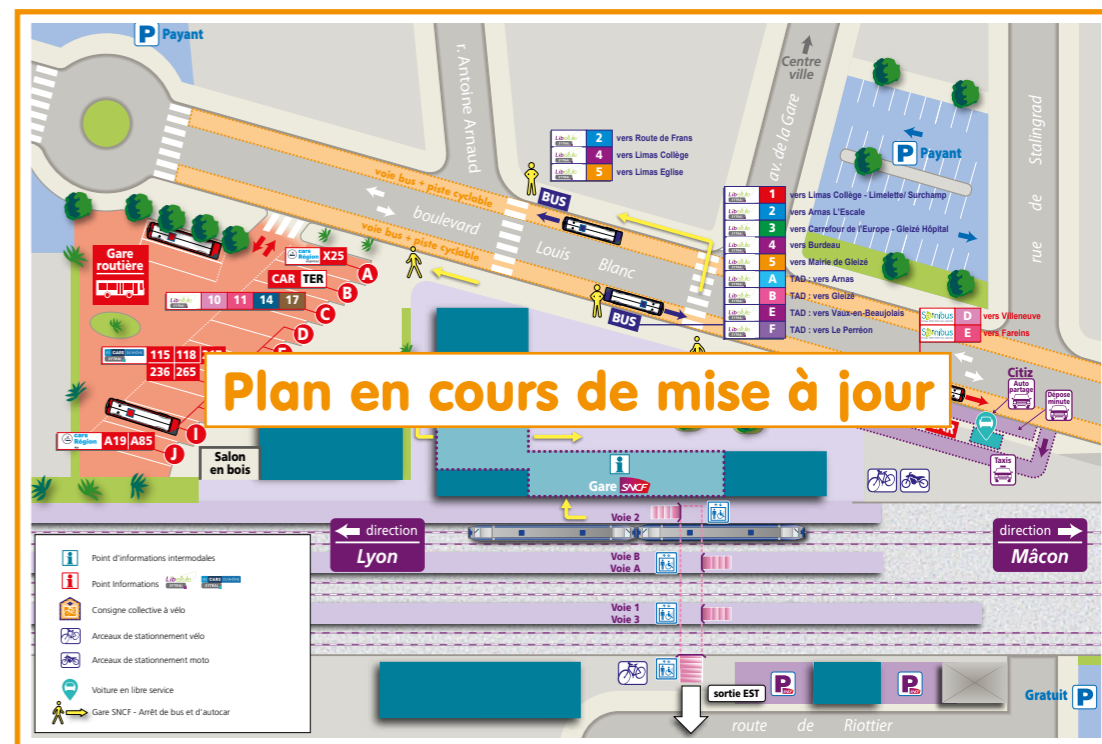 P Payant
r. Antoine Arnaud
Centre
ville
av. de la Gare
P Payant
rue de Stalingrad
2 vers Route de Frans
4 vers Limas Collège
5 vers Limas Eglise
BUS
voie bus + piste cyclable
boulevard Louis Blanc
voie bus + piste cyclable
BUS
1 vers Limas Collège - Limelette/ Surchamp
2 vers Arnas L'Escale
3 vers Carrefour de l'Europe - Gleizé Hôpital
4 vers Burdeau
5 vers Mairie de Gleizé
A TAD : vers Arnas
B TAD : vers Gleizé
E TAD : vers Vaux-en-Beaujolais
F TAD : vers Le Perréon
D vers Villeneuve
E vers Fareins
Gare
routière
cars Région X25 A
CAR TER B
10 11 14 17 C
D
115 118
236 265
I
cars Région A19 A85 J
Plan en cours de mise à jour
Citiz
Auto
partage
Dépose
minute
Taxis
Salon
en bois
Gare SNCF
Voie 2
direction
Lyon
direction
Mâcon
Voie B
Voie A
Voie 1
Voie 3
Point d'informations intermodales
Point Informations
Consigne collective à vélo
Arceaux de stationnement vélo
Arceaux de stationnement moto
Voiture en libre service
Gare SNCF - Arrêt de bus et d'autocar
sortie EST
P
P
Gratuit P
route de Riottier